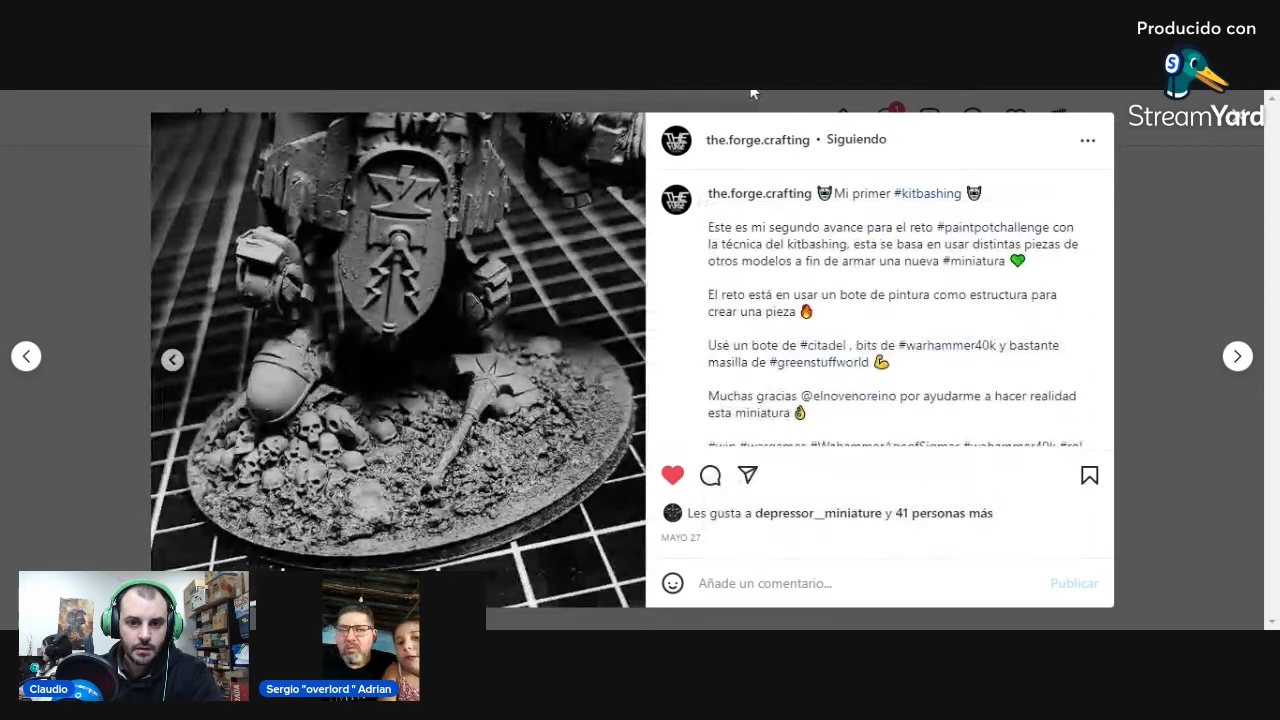 Producido con
StreamYard
the.forge.crafting • Siguiendo
the.forge.crafting Mi primer #kitbashing
Este es mi segundo avance para el reto #paintpotchallenge con
la técnica del kitbashing, esta se basa en usar distintas piezas de
otros modelos a fin de armar una nueva #miniatura
El reto está en usar un bote de pintura como estructura para
crear una pieza
Usé un bote de #citadel , bits de #warhammer40k y bastante
masilla de #greenstuffworld
Muchas gracias @elnovenoreino por ayudarme a hacer realidad
esta miniatura
Les gusta a depressor__miniature y 41 personas más
MAYO 27
Añade un comentario...
Publicar
Claudio
Sergio "overlord " Adrian